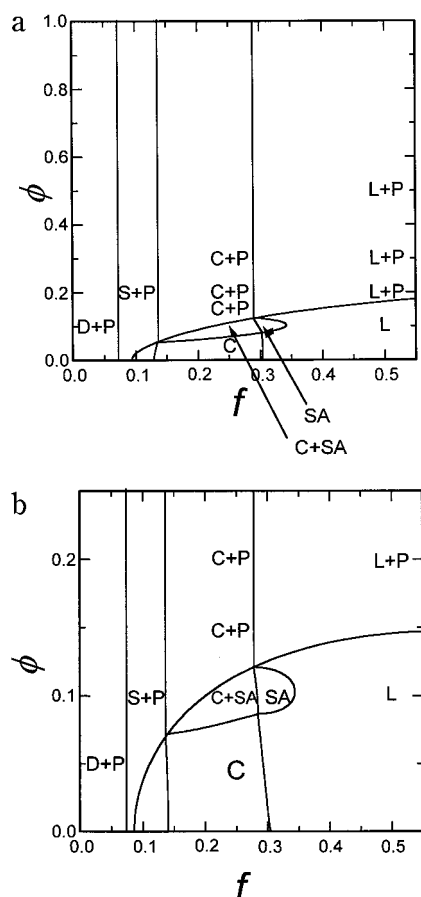 a
1.0
0.8
0.6
L+P
0.4
C+P L+P
S+P C+P L+P
0.2 C+P
D+P L
C
0.0
0.0 0.1 0.2 0.3 0.4 0.5
SA
f
C+SA
ϕ
b
0.2 C+P L+P
C+P
0.1 S+P C+SA SA L
D+P C
0.0
0.0 0.1 0.2 0.3 0.4 0.5
f
ϕ